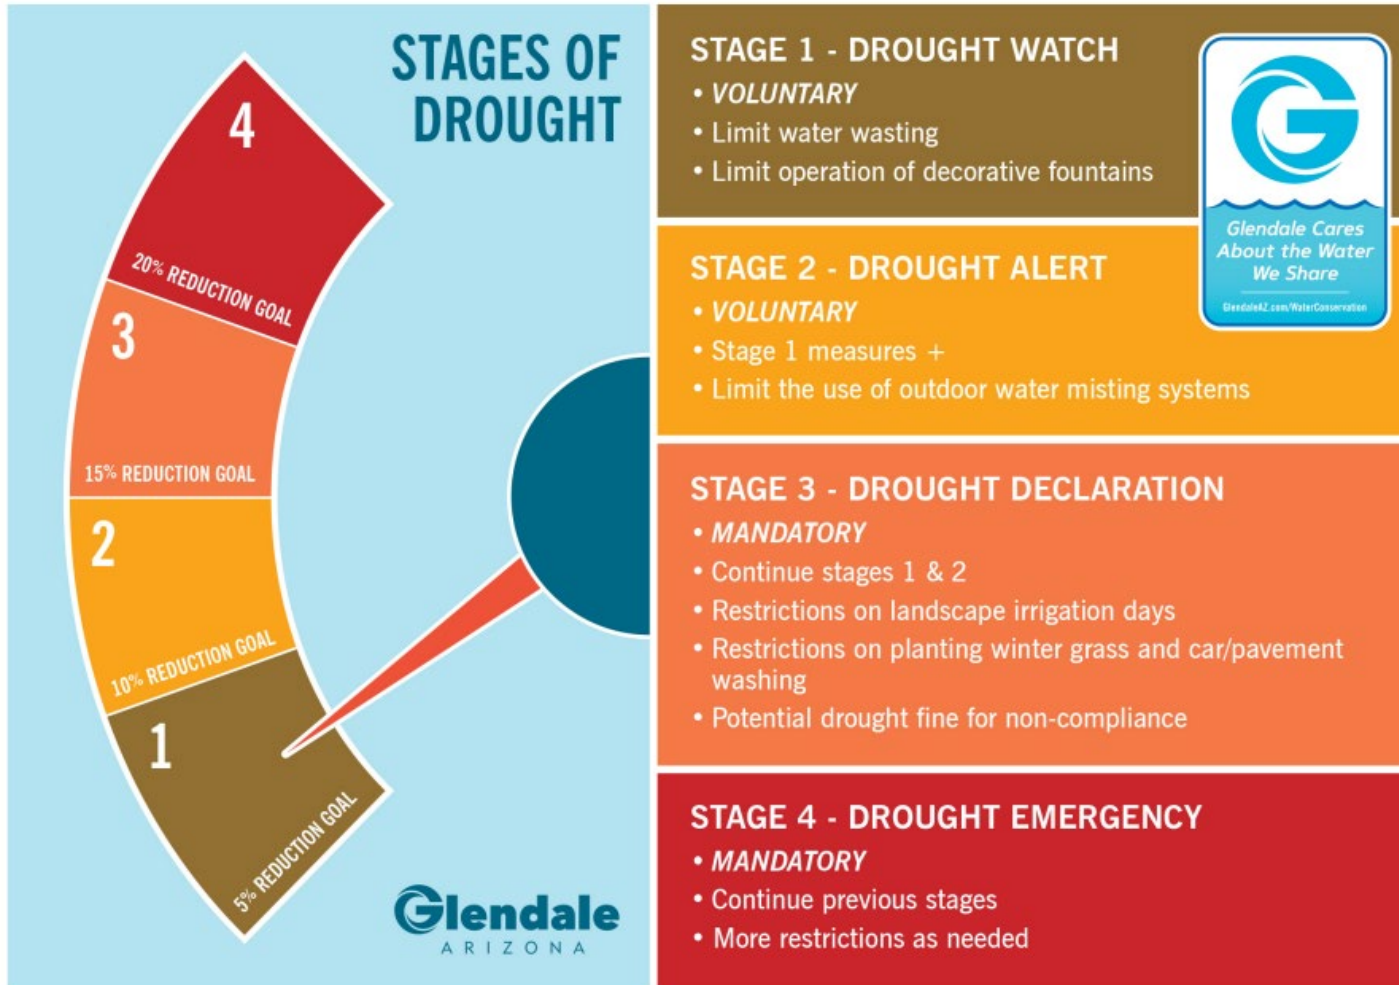 STAGES OF
DROUGHT
4
20% REDUCTION GOAL
3
15% REDUCTION GOAL
2
10% REDUCTION GOAL
1
5% REDUCTION GOAL
Glendale
ARIZONA
STAGE 1 - DROUGHT WATCH
• VOLUNTARY
• Limit water wasting
• Limit operation of decorative fountains
Glendale Cares
About the Water
We Share
GlendaleAZ.com/WaterConservation
STAGE 2 - DROUGHT ALERT
• VOLUNTARY
• Stage 1 measures +
• Limit the use of outdoor water misting systems
STAGE 3 - DROUGHT DECLARATION
• MANDATORY
• Continue stages 1 & 2
• Restrictions on landscape irrigation days
• Restrictions on planting winter grass and car/pavement
washing
• Potential drought fine for non-compliance
STAGE 4 - DROUGHT EMERGENCY
• MANDATORY
• Continue previous stages
• More restrictions as needed